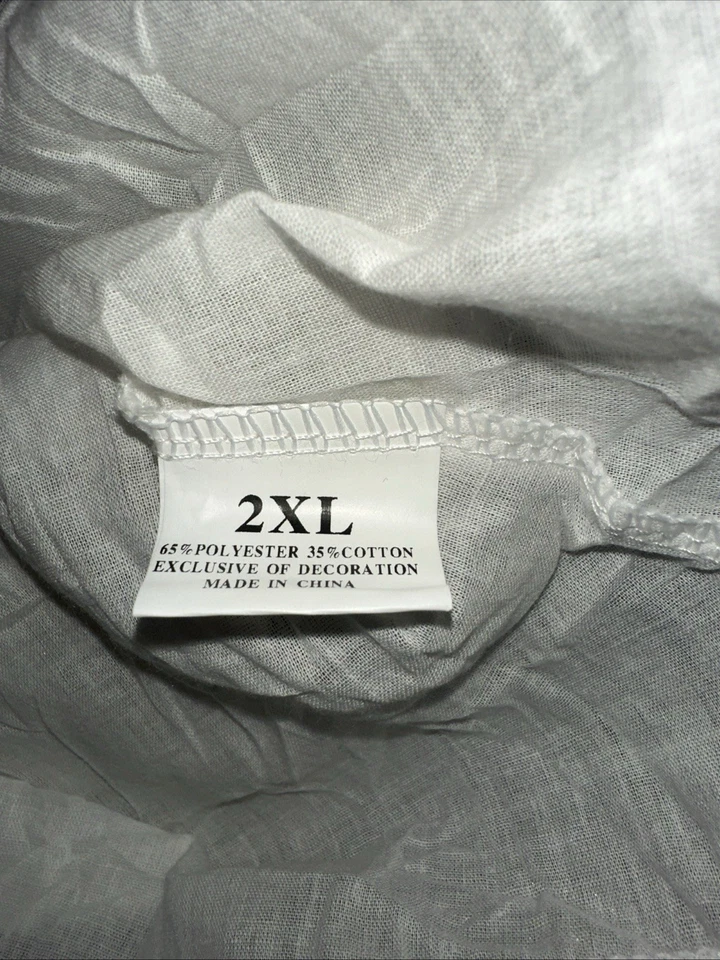 2XL
65%POLYESTER 35%COTTON
EXCLUSIVE OF DECORATION
MADE IN CHINA